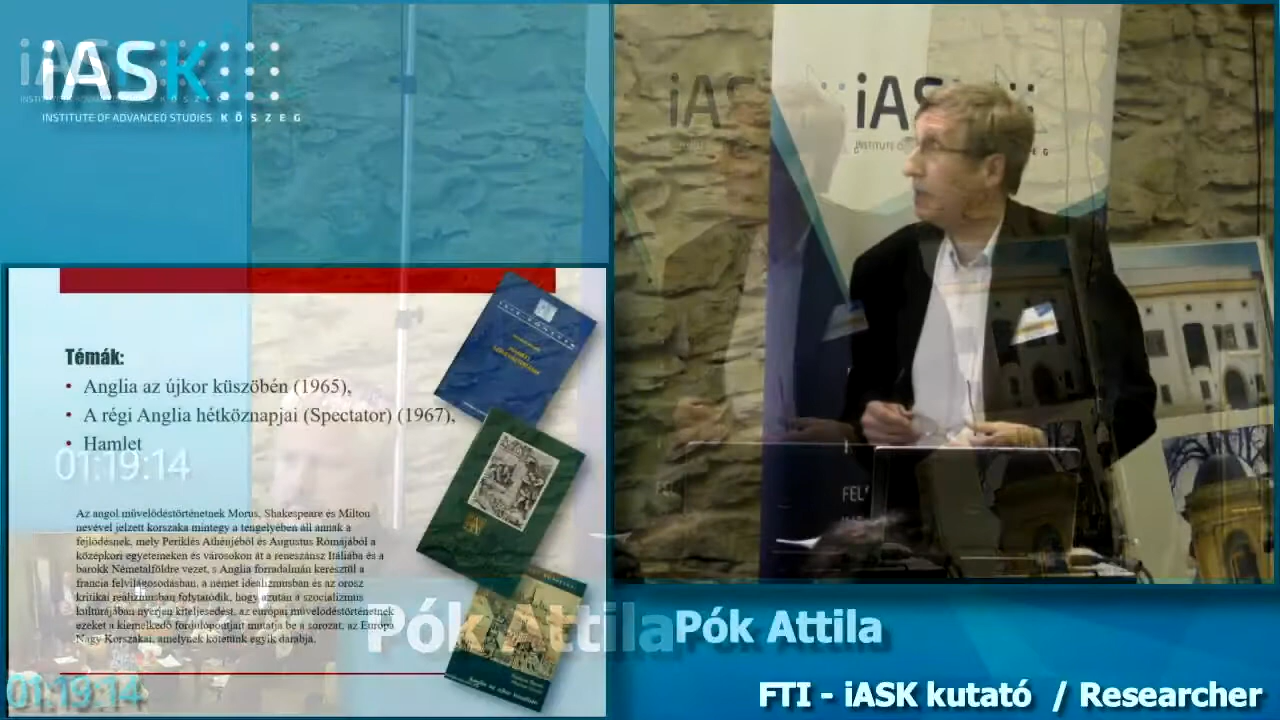 iASK
INSTITUTE OF ADVANCED STUDIES KŐSZEG
iAS
Témák:
• Anglia az újkor küszöbén (1965),
• A régi Anglia hétköznapjai (Spectator) (1967),
• Hamlet
01:19:14
Az angol művelődéstörténetnek Morus, Shakespeare és Milton
nevével jelzett korszaka mintegy a tengelyében áll annak a
fejlődésnek, mely Periklés Athénjéből és Augustus Rómájából a
középkori egyetemeken és városokon át a reneszánsz Itáliába és a
barokk Németalföldre vezet, s Anglia forradalmán keresztül a
francia felvilágosodásban, a német idealizmusban és az orosz
kritikai realizmusban folytatódik, hogy azután a szocializmus
kultúrájában nyerjen kiteljesedést, az európai művelődéstörténetnek
ezeket a kiemelkedő fordulópontjait mutatja be a sorozat, az Európa
Nagy Korszakai, amelynek kötetünk egyik darabja.
01:19:14
Pók Attila
Pók Attila
FTI - iASK kutató / Researcher